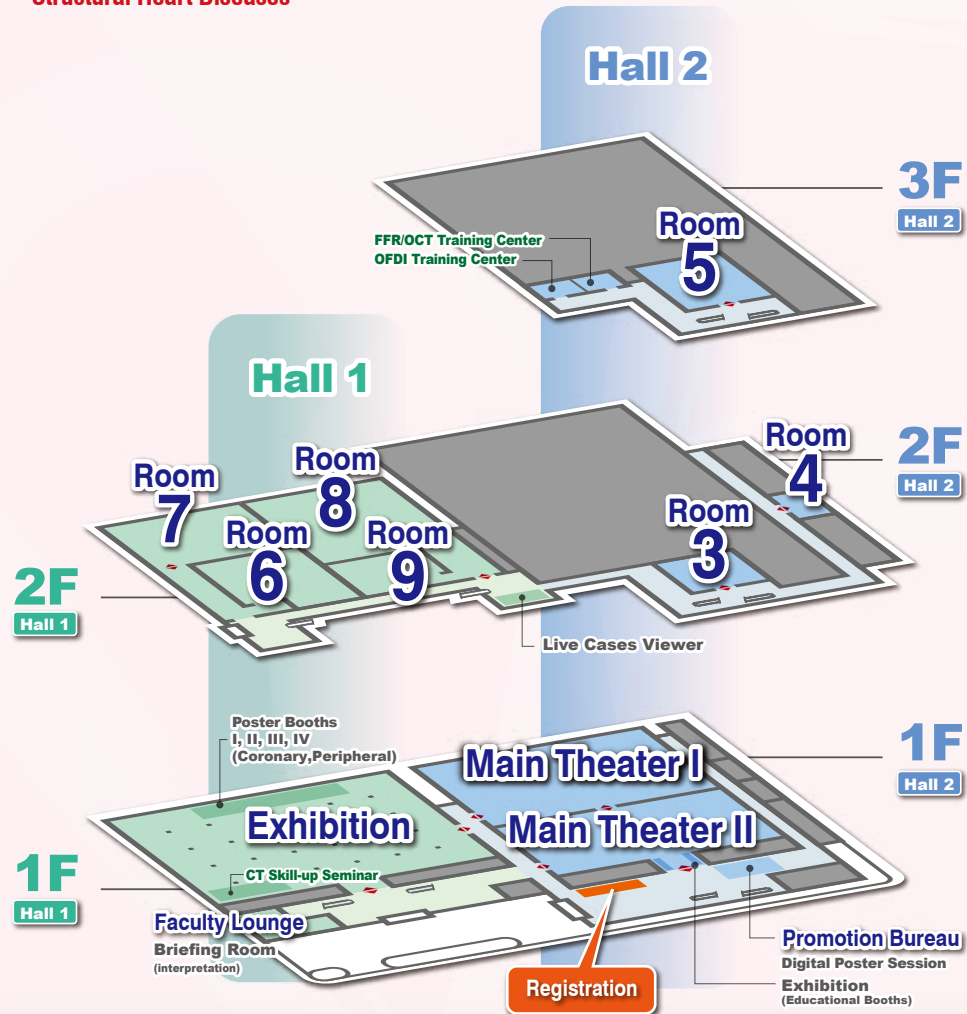 Structural Heart Diseases
Hall 2
3F
Hall 2
Room
5
FFR/OCT Training Center
OFDI Training Center
Hall 1
2F
Hall 2
Room
4
Room
7
Room
8
Room
6
Room
9
Room
3
2F
Hall 1
Live Cases Viewer
Poster Booths
I, II, III, IV
(Coronary,Peripheral)
Main Theater I
1F
Hall 2
Exhibition
Main Theater II
CT Skill-up Seminar
1F
Hall 1
Faculty Lounge
Briefing Room
(interpretation)
Registration
Promotion Bureau
Digital Poster Session
Exhibition
(Educational Booths)